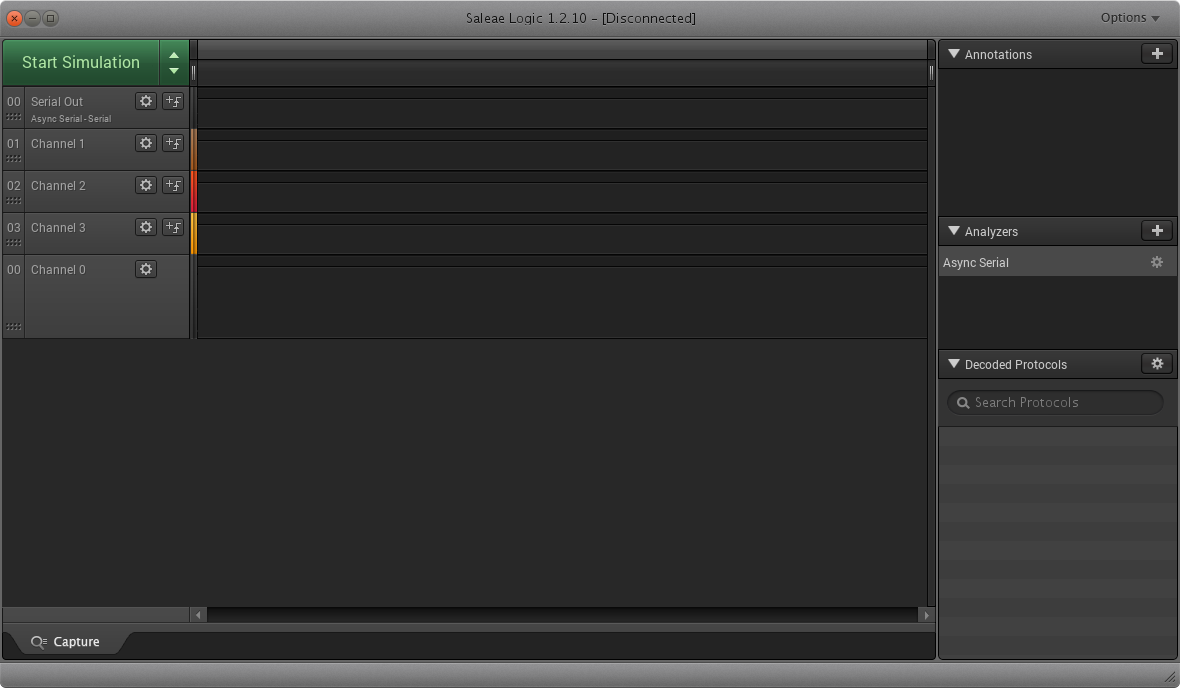 Saleae Logic 1.2.10 - [Disconnected]
Options
Start Simulation
00 Serial Out
Async Serial - Serial
01 Channel 1
02 Channel 2
03 Channel 3
00 Channel 0
Capture
Annotations
Analyzers
Async Serial
Decoded Protocols
Search Protocols